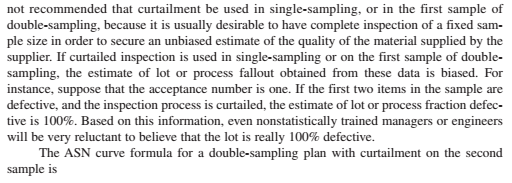 not recommended that curtailment be used in single-sampling, or in the first sample of
double-sampling, because it is usually desirable to have complete inspection of a fixed sam-
ple size in order to secure an unbiased estimate of the quality of the material supplied by the
supplier. If curtailed inspection is used in single-sampling or on the first sample of double-
sampling, the estimate of lot or process fallout obtained from these data is biased. For
instance, suppose that the acceptance number is one. If the first two items in the sample are
defective, and the inspection process is curtailed, the estimate of lot or process fraction defec-
tive is 100%. Based on this information, even nonstatistically trained managers or engineers
will be very reluctant to believe that the lot is really 100% defective.
The ASN curve formula for a double-sampling plan with curtailment on the second
sample is